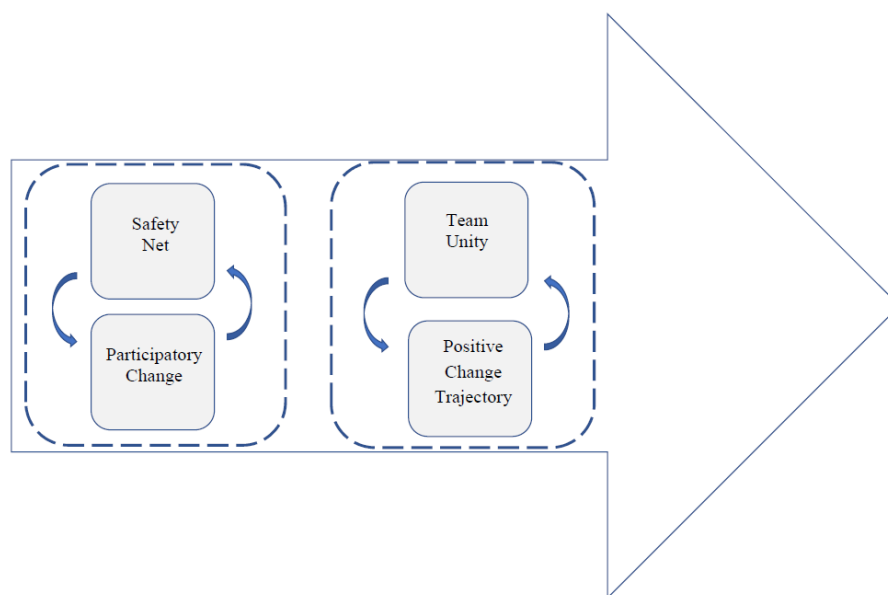 Safety
Net
Participatory
Change
Team
Unity
Positive
Change
Trajectory